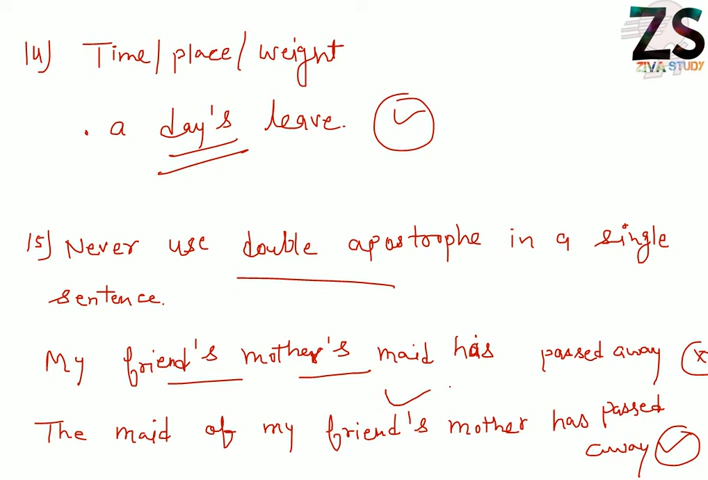 ZS
ZIVA STUDY
14) Time/place/weight
. a day's leave.
15) Never use double apostrophe in a single
sentence.
My friend's mother's maid has passed away
The maid of my friend's mother has passed
away